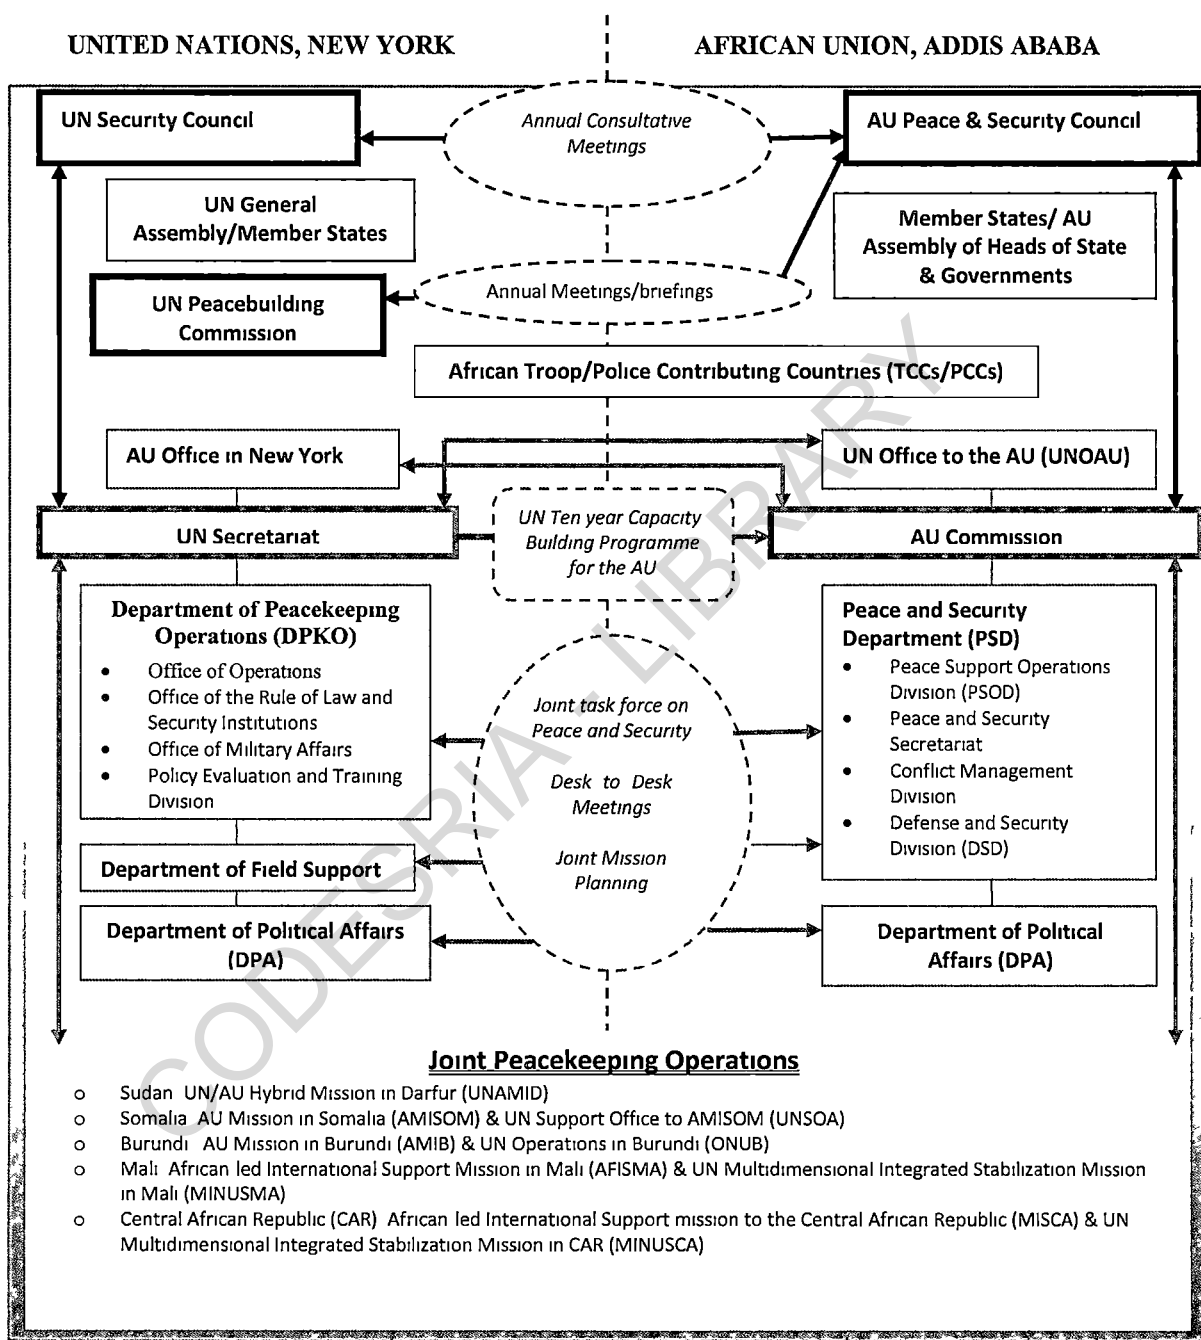 UNITED NATIONS, NEW YORK
AFRICAN UNION, ADDIS ABABA
UN Security Council
Annual Consultative
Meetings
AU Peace & Security Council
UN General
Assembly/Member States
Member States/ AU
Assembly of Heads of State
& Governments
UN Peacebuilding
Commission
Annual Meetings/briefings
African Troop/Police Contributing Countries (TCCs/PCCs)
AU Office in New York
UN Office to the AU (UNOAU)
UN Secretariat
UN Ten year Capacity
Building Programme
for the AU
AU Commission
Department of Peacekeeping
Operations (DPKO)
• Office of Operations
• Office of the Rule of Law and
Security Institutions
• Office of Military Affairs
• Policy Evaluation and Training
Division
Joint task force on
Peace and Security
Desk to Desk
Meetings
Joint Mission
Planning
Peace and Security
Department (PSD)
• Peace Support Operations
Division (PSOD)
• Peace and Security
Secretariat
• Conflict Management
Division
• Defense and Security
Division (DSD)
Department of Field Support
Department of Political Affairs
(DPA)
Department of Political
Affairs (DPA)
Joint Peacekeeping Operations
o Sudan UN/AU Hybrid Mission in Darfur (UNAMID)
o Somalia AU Mission in Somalia (AMISOM) & UN Support Office to AMISOM (UNSOA)
o Burundi AU Mission in Burundi (AMIB) & UN Operations in Burundi (ONUB)
o Mali African led International Support Mission in Mali (AFISMA) & UN Multidimensional Integrated Stabilization Mission
in Mali (MINUSMA)
o Central African Republic (CAR) African led International Support mission to the Central African Republic (MISCA) & UN
Multidimensional Integrated Stabilization Mission in CAR (MINUSCA)
CODESRIA - LIBRARY